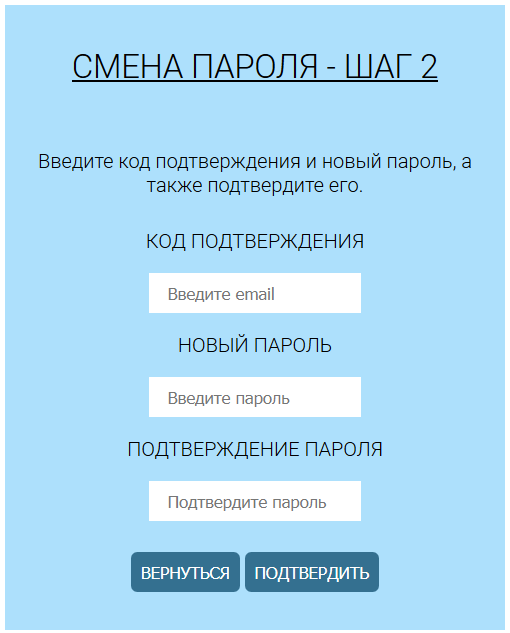 СМЕНА ПАРОЛЯ - ШАГ 2
Введите код подтверждения и новый пароль, а
также подтвердите его.
КОД ПОДТВЕРЖДЕНИЯ
Введите email
НОВЫЙ ПАРОЛЬ
Введите пароль
ПОДТВЕРЖДЕНИЕ ПАРОЛЯ
Подтвердите пароль
ВЕРНУТЬСЯ ПОДТВЕРДИТЬ